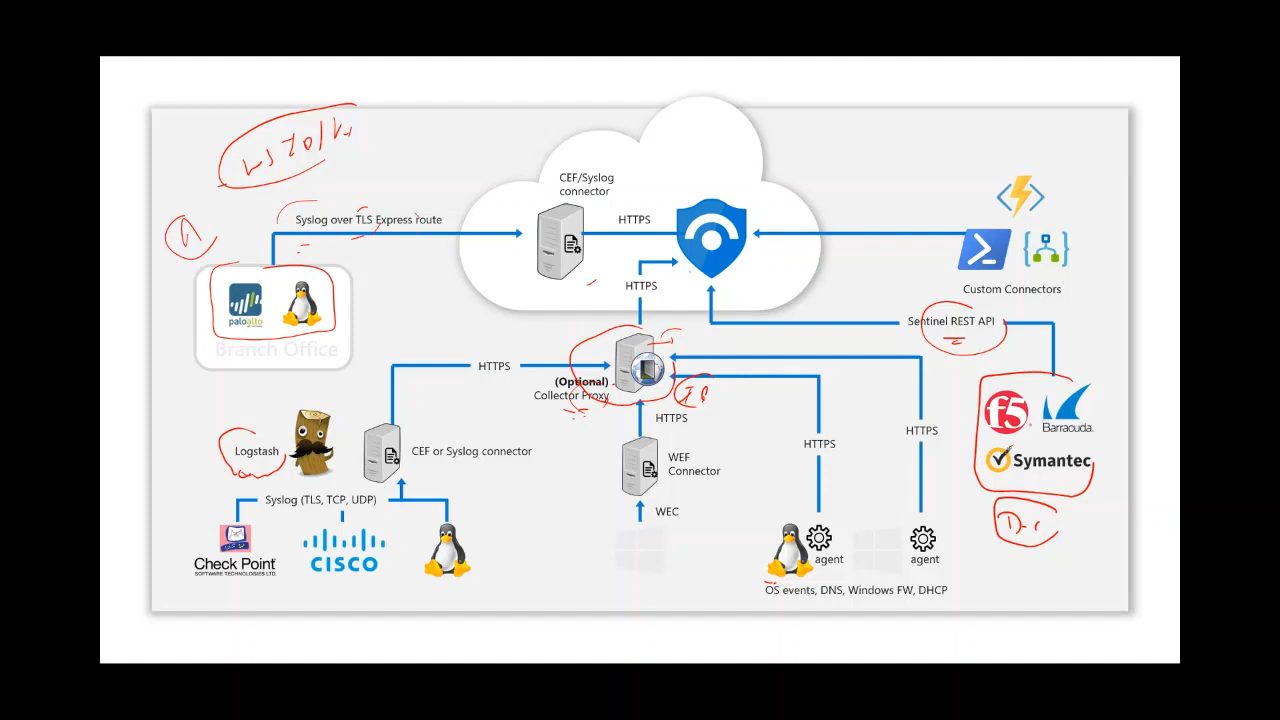 CEF/Syslog
connector
Syslog over TLS Express route
HTTPS
HTTPS
Custom Connectors
paloalto
Branch Office
Sentinel REST API
HTTPS
(Optional)
Collector Proxy
HTTPS
HTTPS
HTTPS
f5
Barracuda
Logstash
CEF or Syslog connector
WEF
Connector
Symantec
Syslog (TLS, TCP, UDP)
WEC
Check Point
SOFTWARE TECHNOLOGIES LTD.
CISCO
agent
agent
OS events, DNS, Windows FW, DHCP